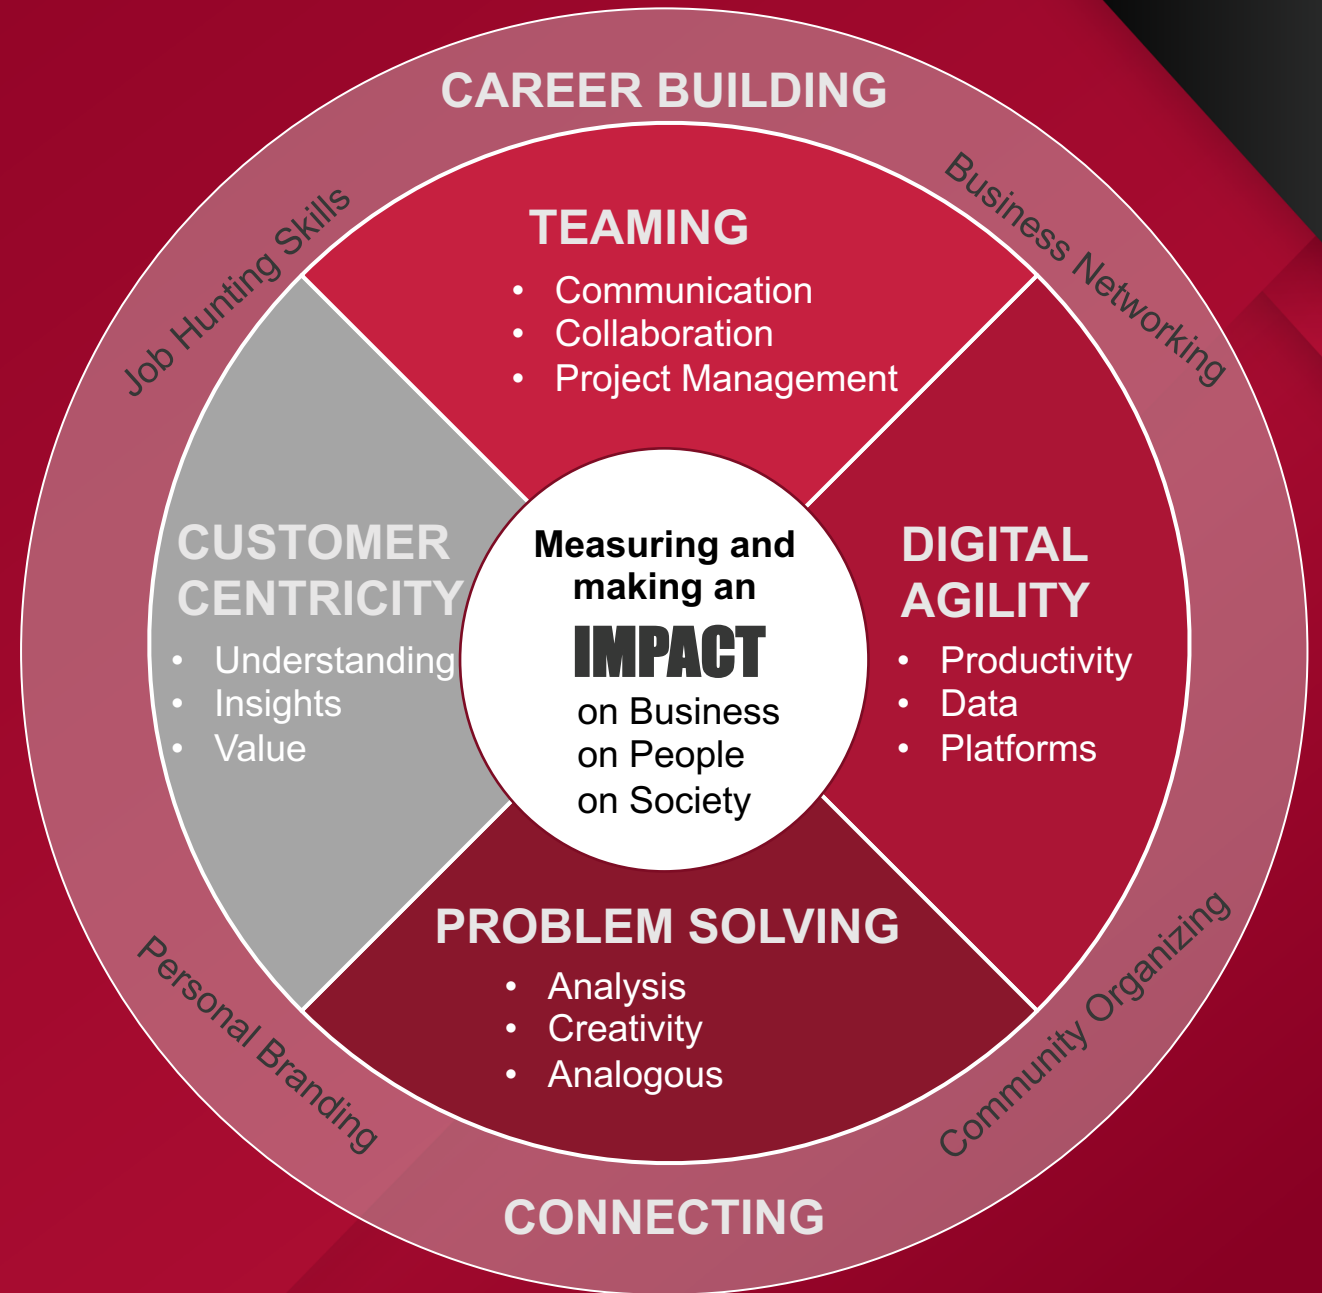 CAREER BUILDING
Job Hunting Skills
Business Networking
TEAMING
• Communication
• Collaboration
• Project Management
CUSTOMER
CENTRICITY
• Understanding
• Insights
• Value
Measuring and
making an
IMPACT
on Business
on People
on Society
DIGITAL
AGILITY
• Productivity
• Data
• Platforms
PROBLEM SOLVING
• Analysis
• Creativity
• Analogous
Personal Branding
Community Organizing
CONNECTING